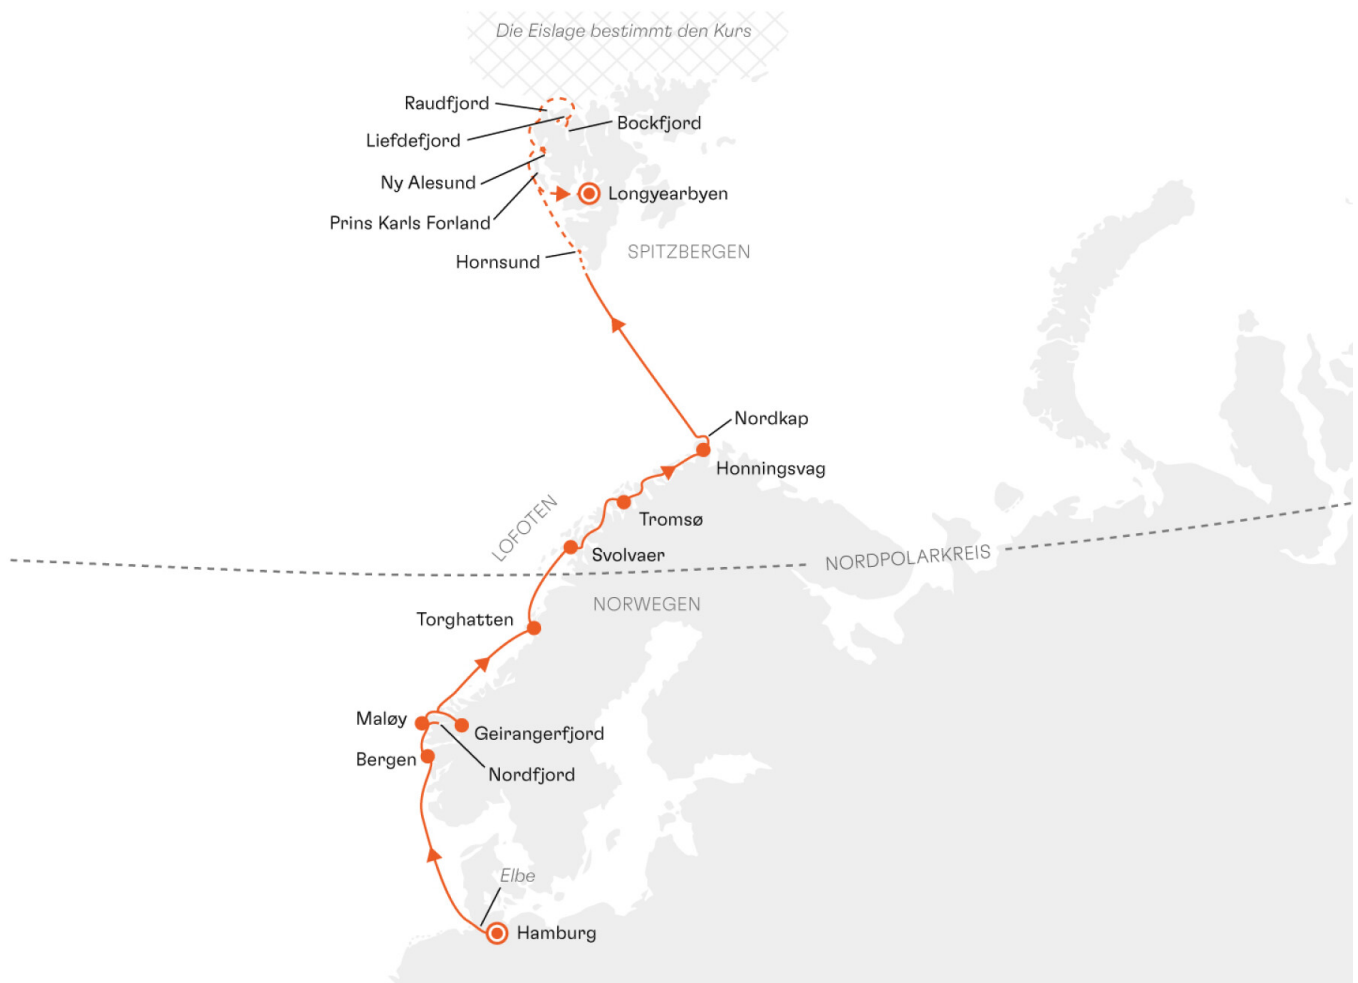 Die Eislage bestimmt den Kurs
Raudfjord
Bockfjord
Liefdefjord
Ny Alesund
Longyearbyen
Prins Karls Forland
SPITZBERGEN
Hornsund
Nordkap
Honningsvag
LOFOTEN
Tromsø
Svolvaer
NORDPOLARKREIS
NORWEGEN
Torghatten
Maløy
Geirangerfjord
Bergen
Nordfjord
Elbe
Hamburg